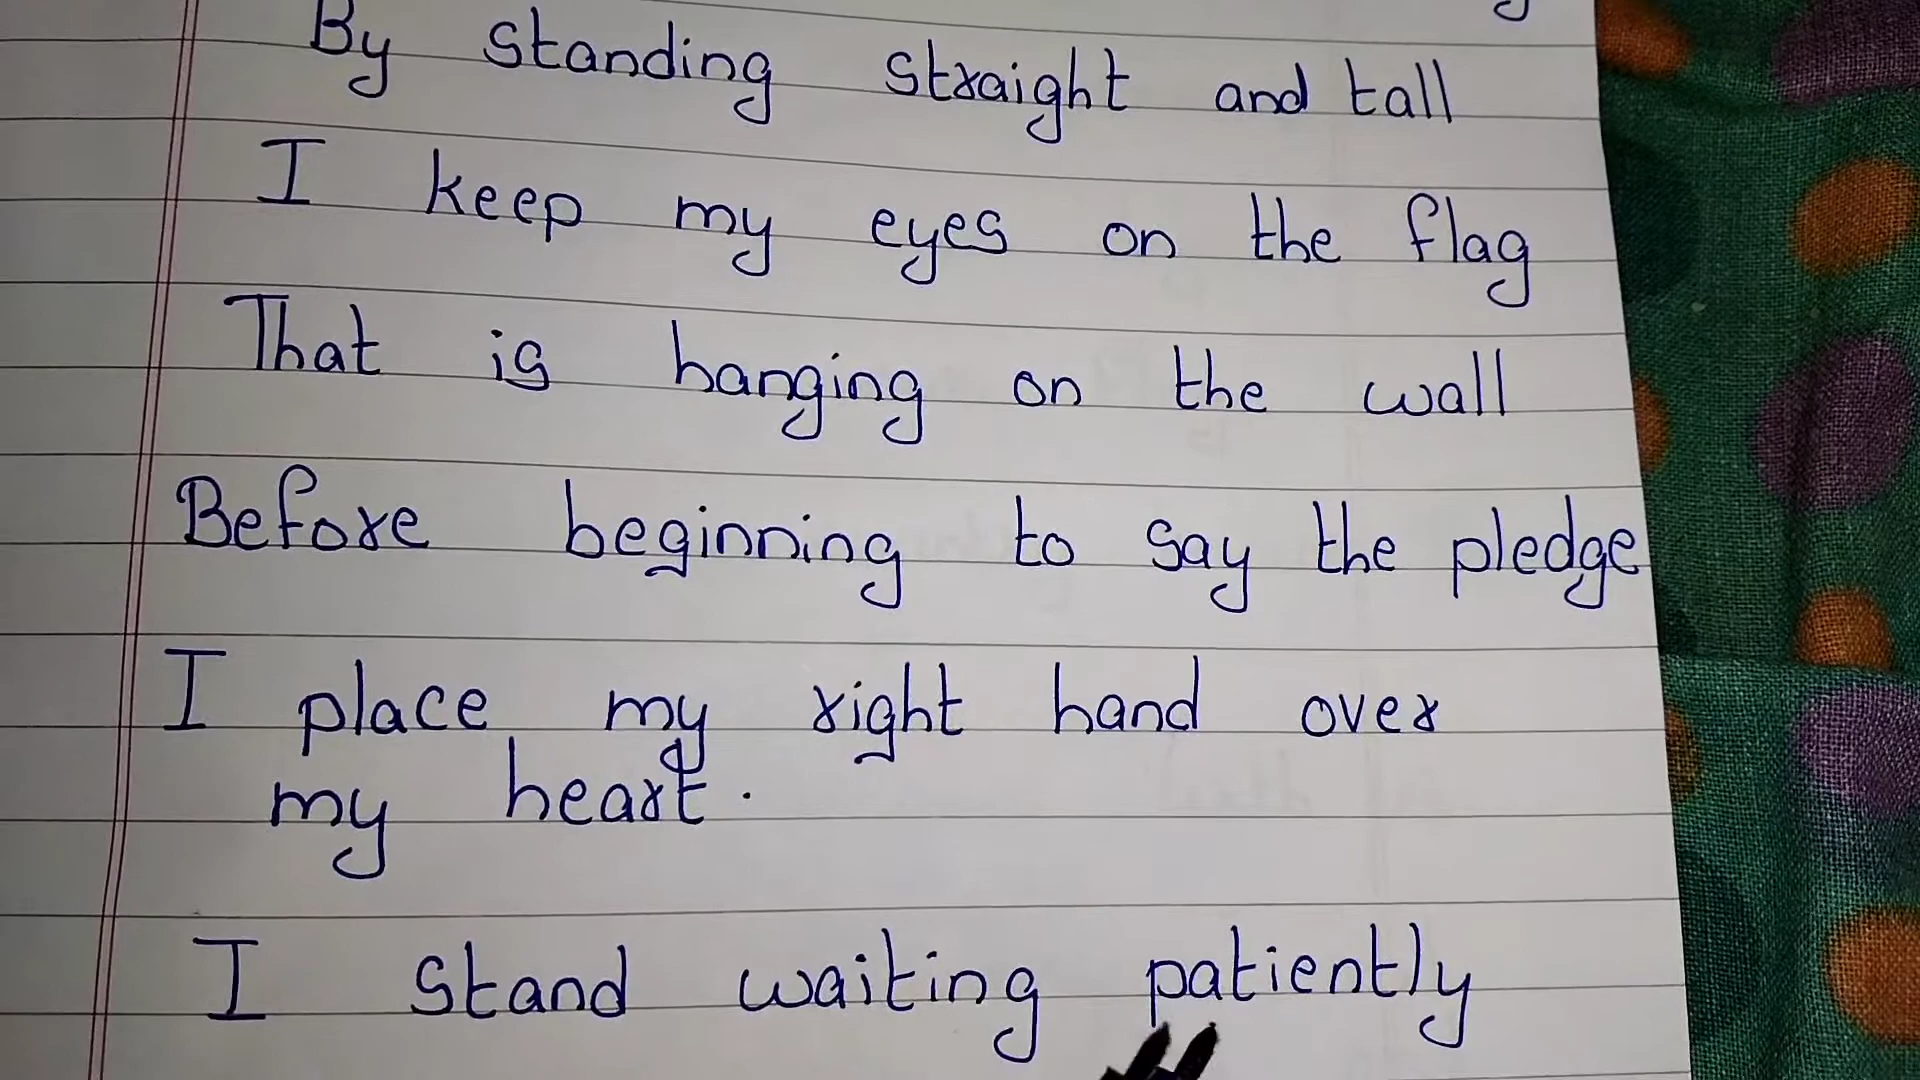 By standing straight and tall
I keep my eyes on the flag
That is hanging on the wall
Before beginning to say the pledge
I place my right hand over
my heart.
I stand waiting patiently